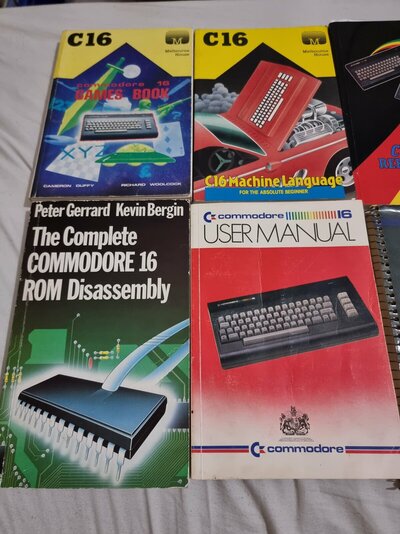 C16
M
Melbourne
House
commodore 16
GAMES BOOK
XYZ
CAMERON DUFFY RICHARD WOOLCOCK
C16
M
Melbourne
House
C16 Machine Language
FOR THE ABSOLUTE BEGINNER
Peter Gerrard Kevin Bergin
The Complete
COMMODORE 16
ROM Disassembly
commodore 16
USER MANUAL
commodore